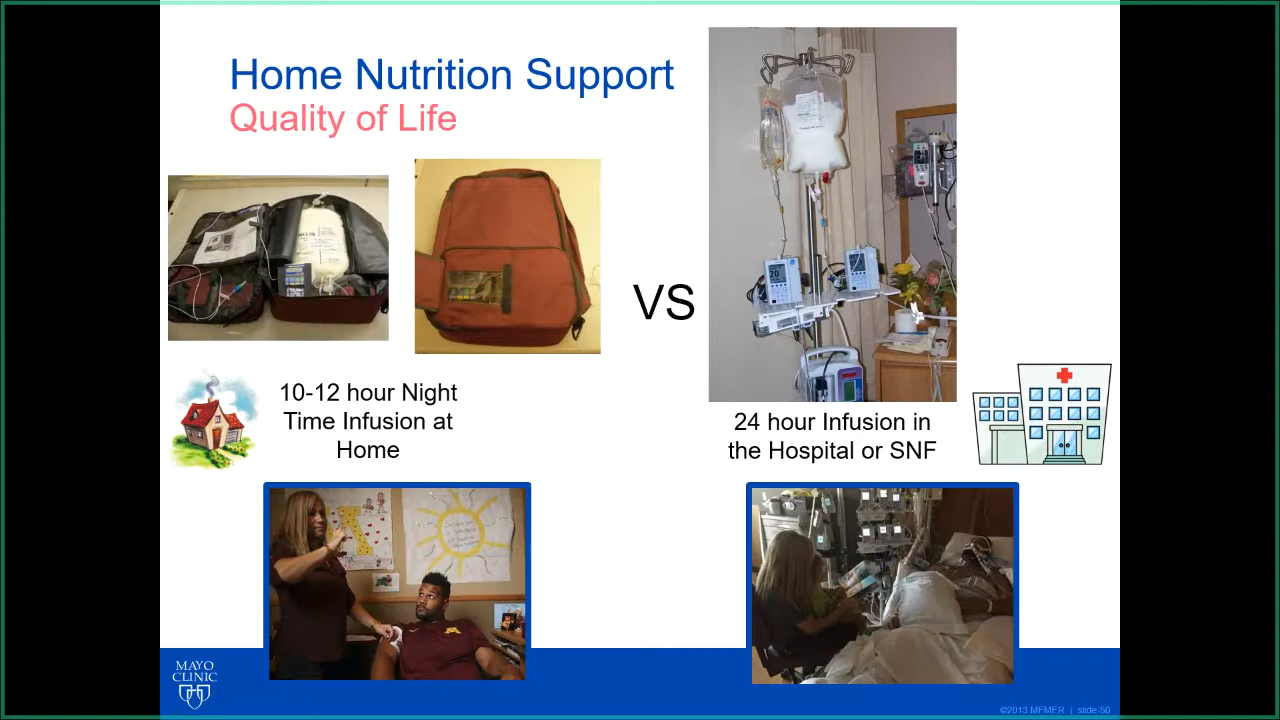 Home Nutrition Support
Quality of Life
VS
10-12 hour Night
Time Infusion at
Home
24 hour Infusion in
the Hospital or SNF
20
MAYO
CLINIC
©2013 MFMER | slide-50